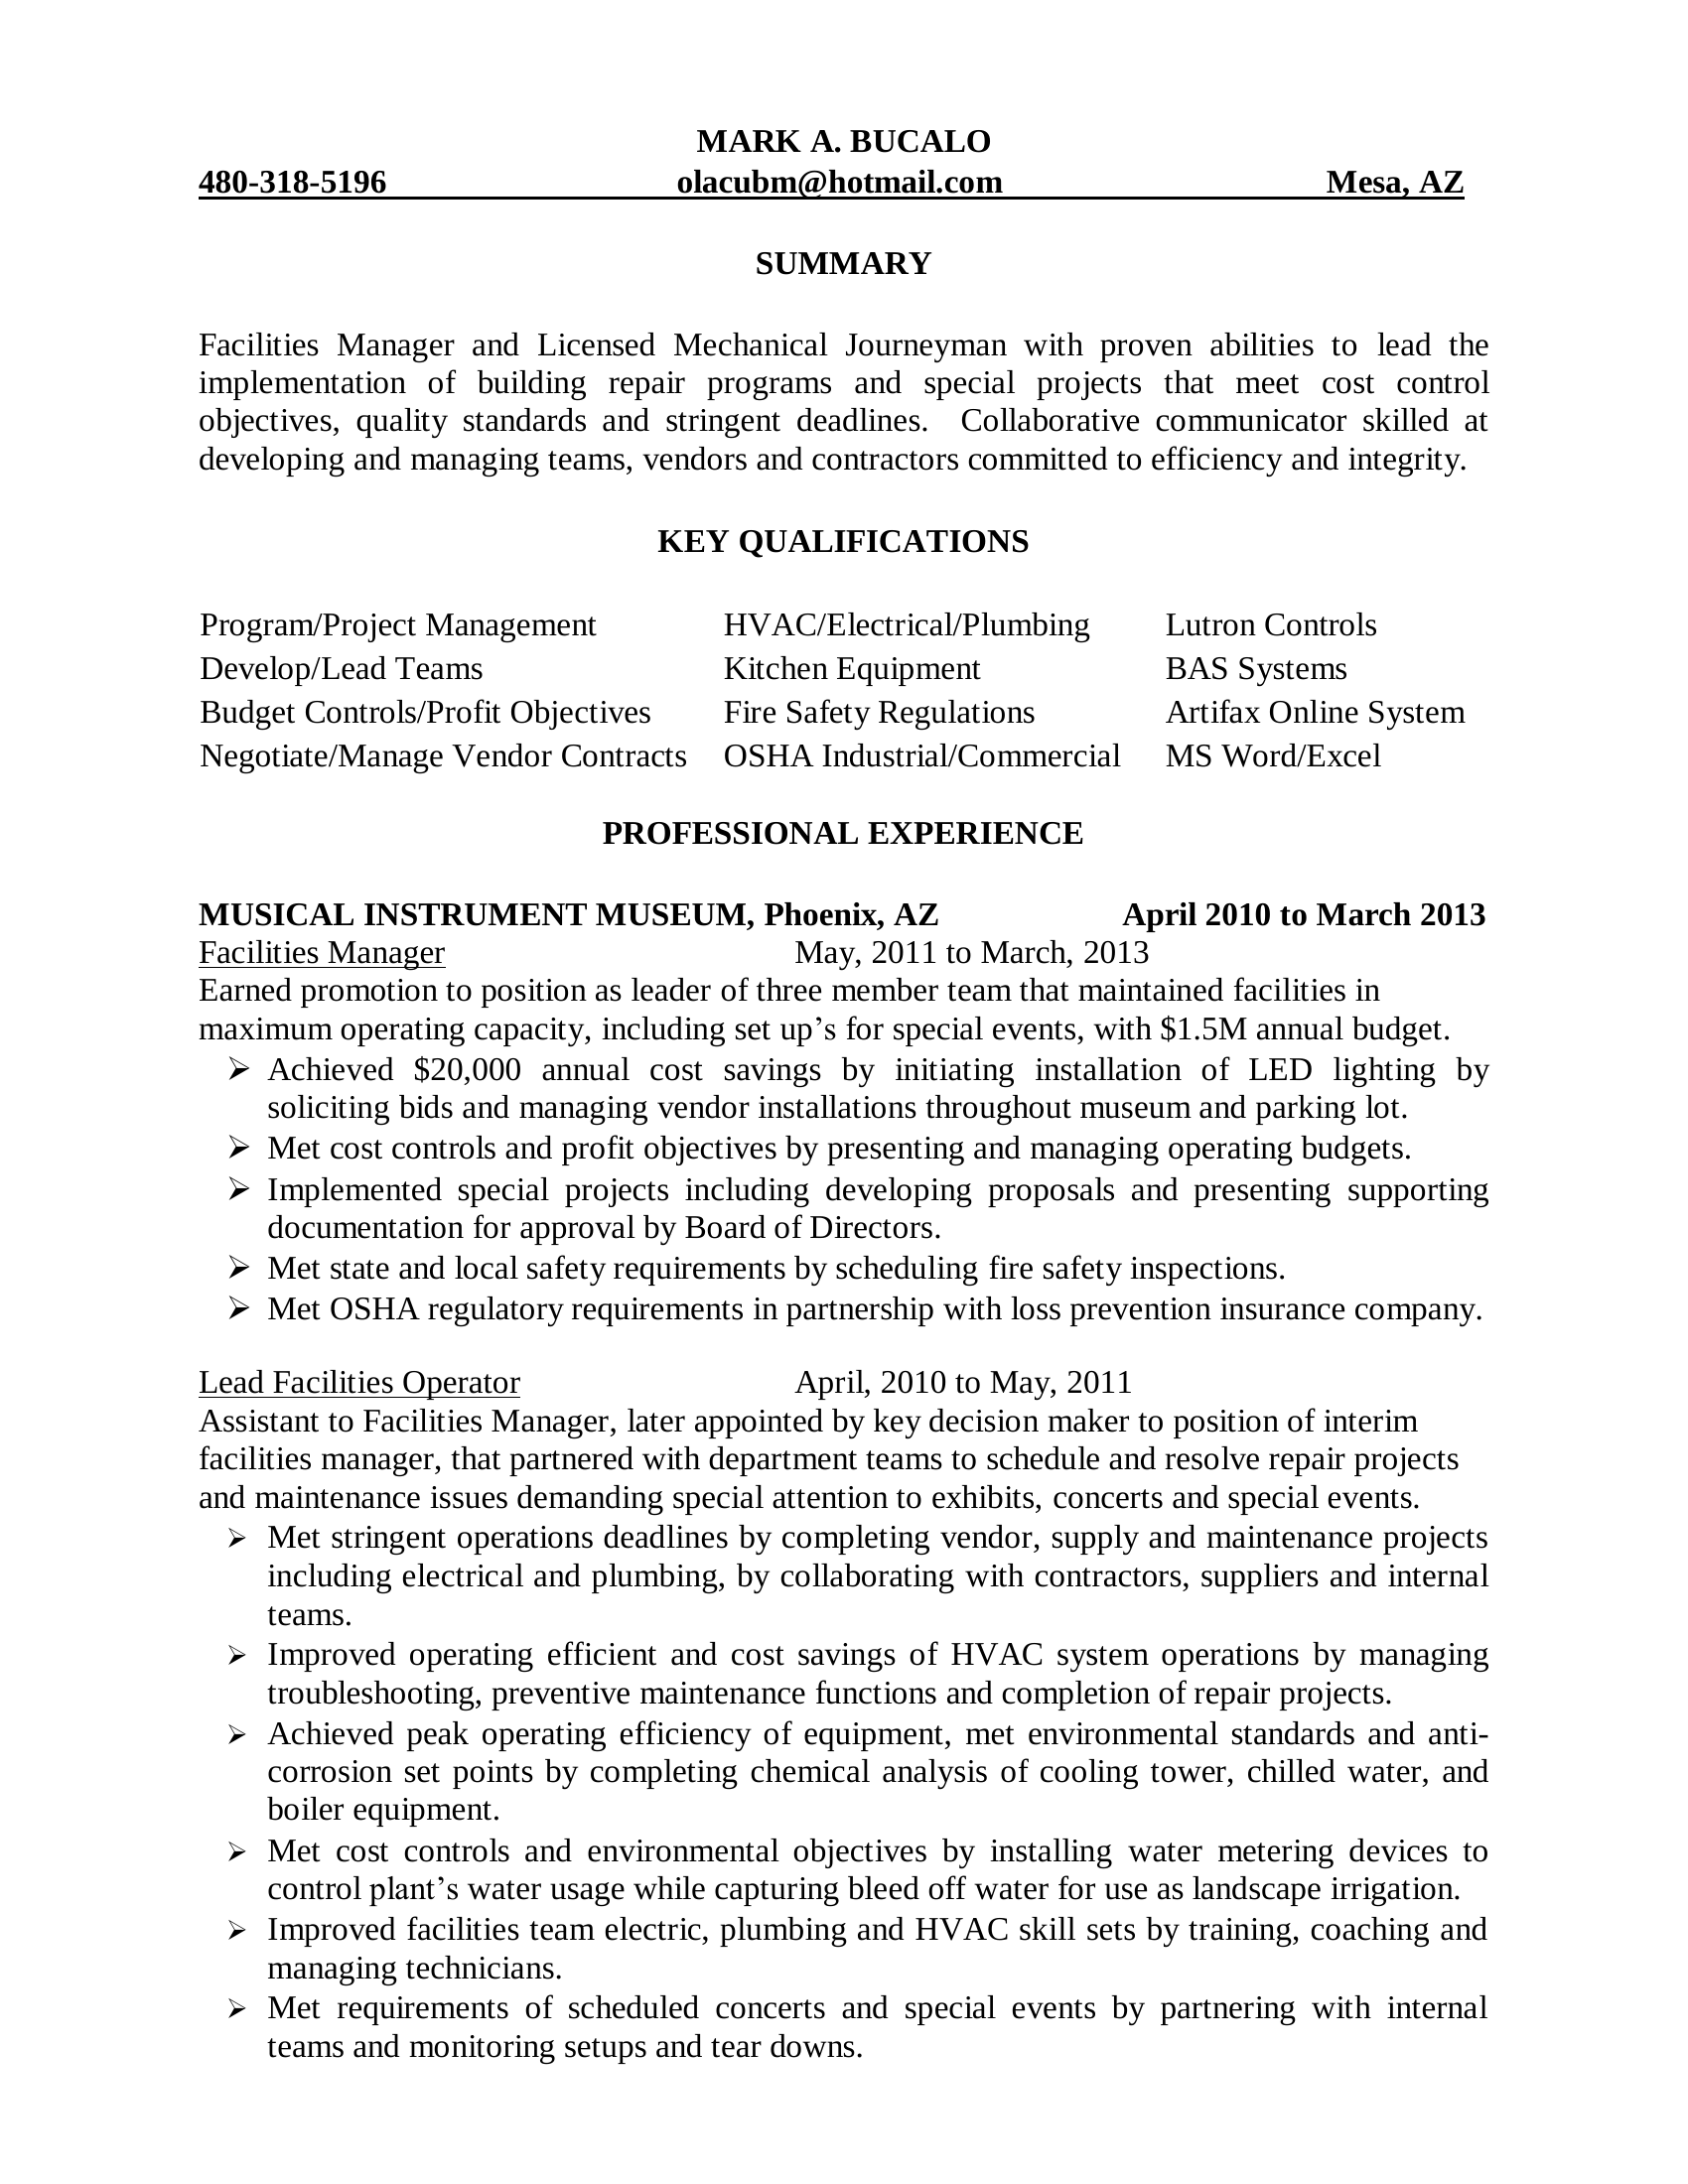 MARK A. BUCALO
480-318-5196 olacubm@hotmail.com Mesa, AZ
SUMMARY
Facilities Manager and Licensed Mechanical Journeyman with proven abilities to lead the
implementation of building repair programs and special projects that meet cost control
objectives, quality standards and stringent deadlines.  Collaborative communicator skilled at
developing and managing teams, vendors and contractors committed to efficiency and integrity.
KEY QUALIFICATIONS
Program/Project Management HVAC/Electrical/Plumbing Lutron Controls
Develop/Lead Teams Kitchen Equipment BAS Systems
Budget Controls/Profit Objectives Fire Safety Regulations Artifax Online System
Negotiate/Manage Vendor Contracts OSHA Industrial/Commercial MS Word/Excel
PROFESSIONAL EXPERIENCE
MUSICAL INSTRUMENT MUSEUM, Phoenix, AZ April 2010 to March 2013
Facilities Manager May, 2011 to March, 2013
Earned promotion to position as leader of three member team that maintained facilities in
maximum operating capacity, including set up’s for special events, with $1.5M annual budget.
➢ Achieved $20,000 annual cost savings by initiating installation of LED lighting by
soliciting bids and managing vendor installations throughout museum and parking lot.
➢ Met cost controls and profit objectives by presenting and managing operating budgets.
➢ Implemented special projects including developing proposals and presenting supporting
documentation for approval by Board of Directors.
➢ Met state and local safety requirements by scheduling fire safety inspections.
➢ Met OSHA regulatory requirements in partnership with loss prevention insurance company.
Lead Facilities Operator April, 2010 to May, 2011
Assistant to Facilities Manager, later appointed by key decision maker to position of interim
facilities manager, that partnered with department teams to schedule and resolve repair projects
and maintenance issues demanding special attention to exhibits, concerts and special events.
➢ Met stringent operations deadlines by completing vendor, supply and maintenance projects
including electrical and plumbing, by collaborating with contractors, suppliers and internal
teams.
➢ Improved operating efficient and cost savings of HVAC system operations by managing
troubleshooting, preventive maintenance functions and completion of repair projects.
➢ Achieved peak operating efficiency of equipment, met environmental standards and anti-
corrosion set points by completing chemical analysis of cooling tower, chilled water, and
boiler equipment.
➢ Met cost controls and environmental objectives by installing water metering devices to
control plant’s water usage while capturing bleed off water for use as landscape irrigation.
➢ Improved facilities team electric, plumbing and HVAC skill sets by training, coaching and
managing technicians.
➢ Met requirements of scheduled concerts and special events by partnering with internal
teams and monitoring setups and tear downs.